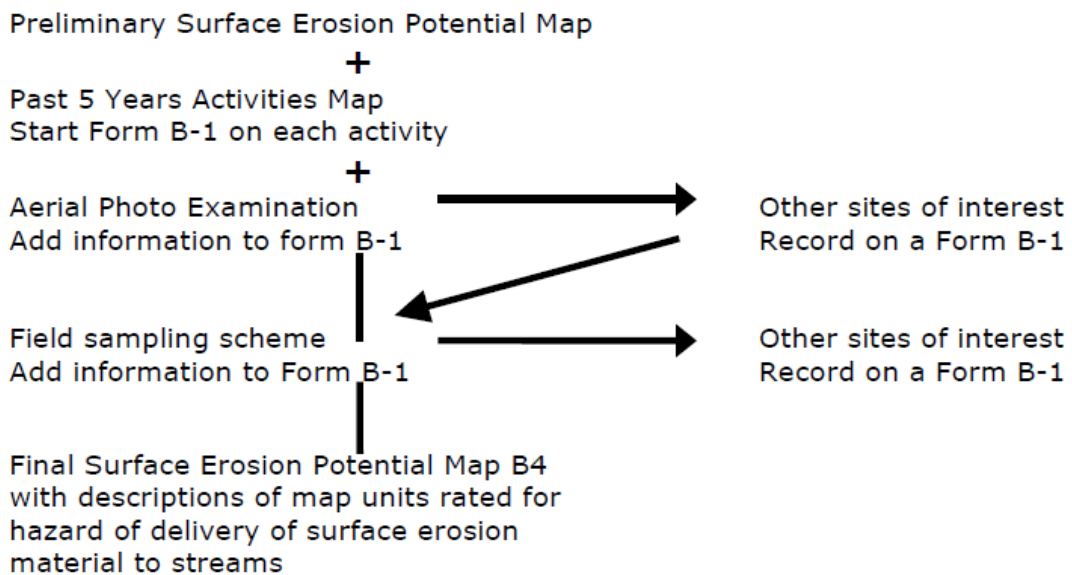 Preliminary Surface Erosion Potential Map
+
Past 5 Years Activities Map
Start Form B-1 on each activity
+
Aerial Photo Examination
Add information to form B-1
Other sites of interest
Record on a Form B-1
Field sampling scheme
Add information to Form B-1
Other sites of interest
Record on a Form B-1
Final Surface Erosion Potential Map B4
with descriptions of map units rated for
hazard of delivery of surface erosion
material to streams